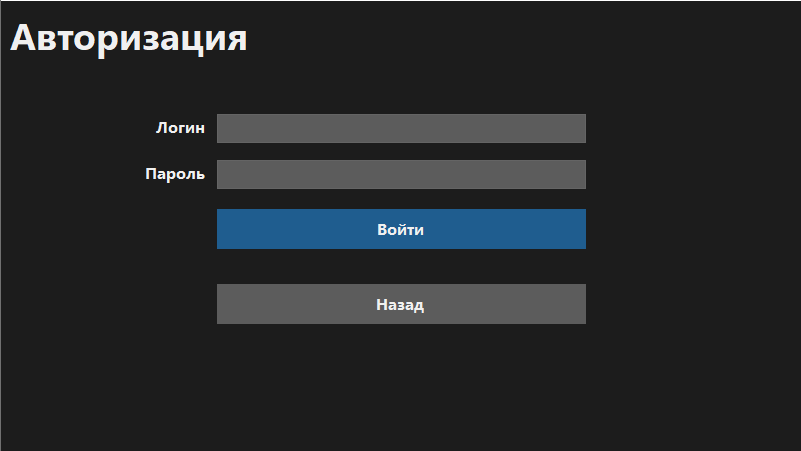 Авторизация
Логин
Пароль
Войти
Назад